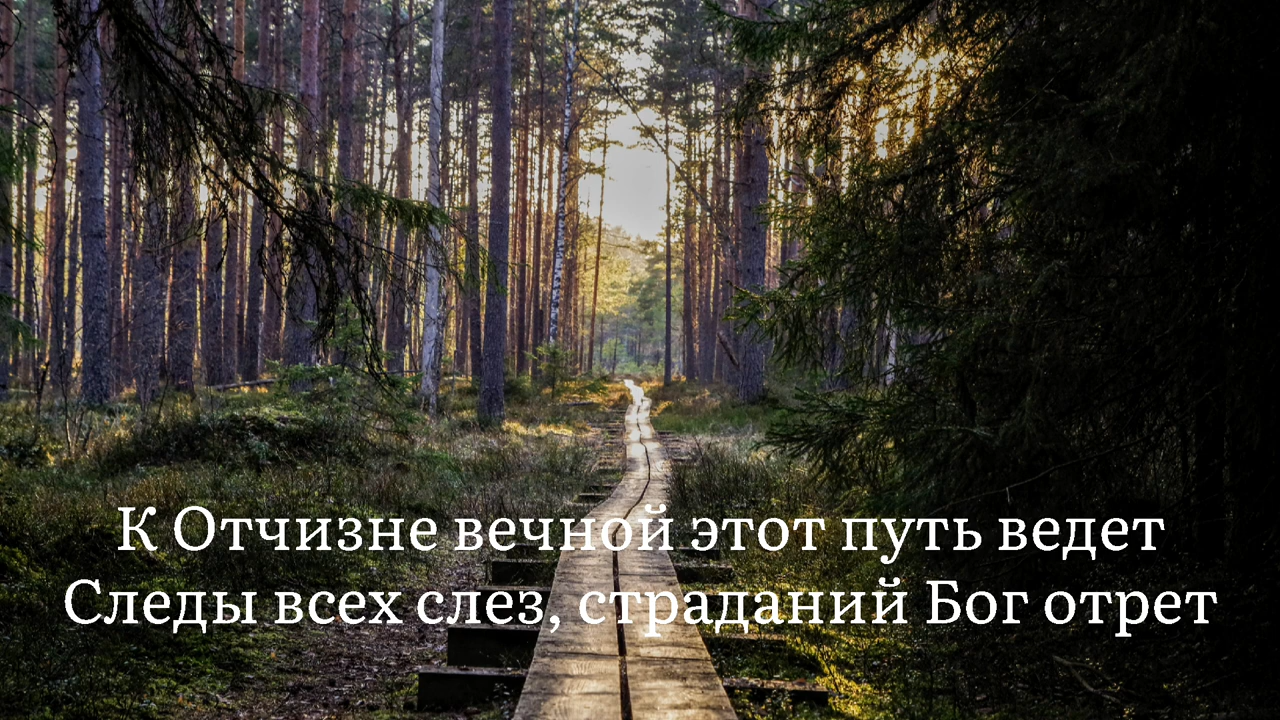 К Отчизне вечной этот путь ведет
Следы всех слез, страданий Бог отрет